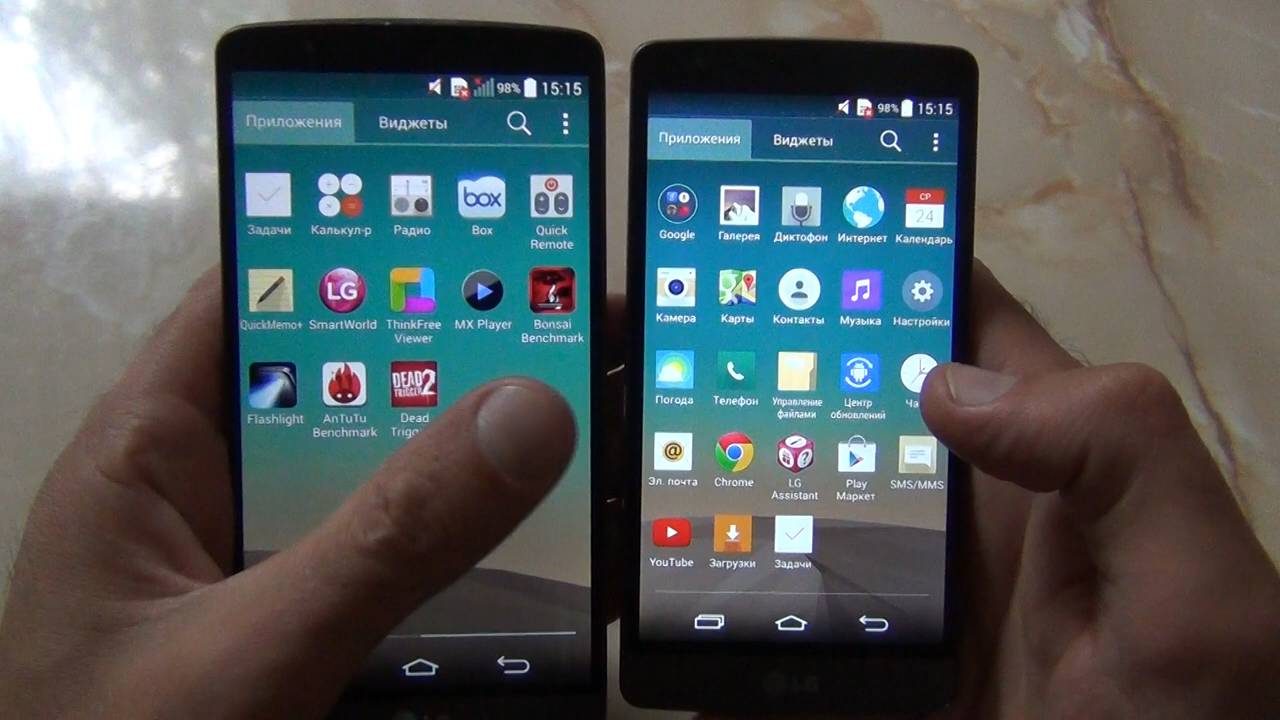 98% 15:15
Приложения Виджеты
Задачи Калькул-р Радио Box Quick Remote
box
QuickMemo+ SmartWorld ThinkFree Viewer MX Player Bonsai Benchmark
LG
Flashlight AnTuTu Benchmark Dead
DEAD TRIGGER 2
98% 15:15
Приложения Виджеты
СР
24
Google Галерея Диктофон Интернет Календарь
Камера Карты Контакты Музыка Настройки
Погода Телефон Управление файлами Центр обновлений
@
Эл. почта Chrome LG Assistant Play Маркет SMS/MMS
YouTube Загрузки Задачи
LG